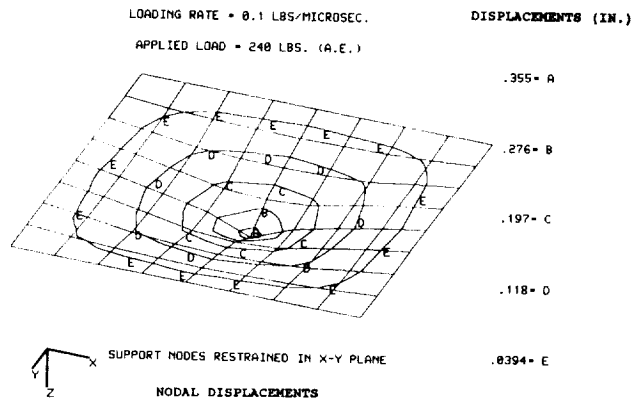 LOADING RATE = 0.1 LBS/MICROSEC.
DISPLACEMENTS (IN.)
APPLIED LOAD = 240 LBS. (A.E.)
.355= A
.276= B
.197= C
.118= D
.0394= E
E E E E E
E D D D
E D C C E
E B D
D C A C
E D C B E
E E E
X
Y
Z
SUPPORT NODES RESTRAINED IN X-Y PLANE
NODAL DISPLACEMENTS